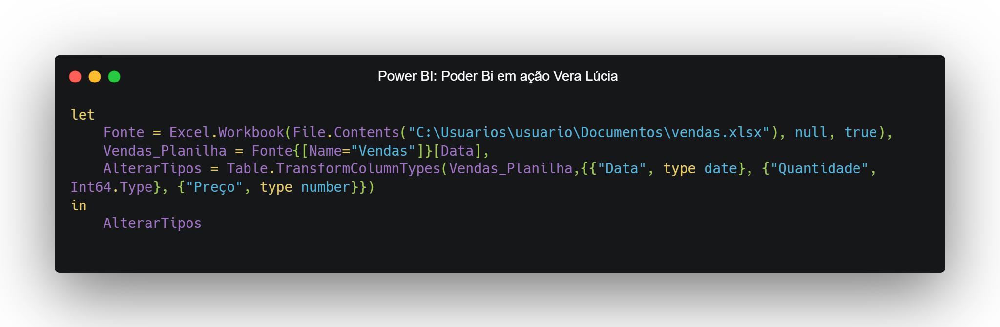 Power BI: Poder Bi em ação Vera Lúcia
let
    Fonte = Excel.Workbook(File.Contents("C:\Usuarios\usuario\Documentos\vendas.xlsx"), null, true),
    Vendas_Planilha = Fonte{[Name="Vendas"]}[Data],
    AlterarTipos = Table.TransformColumnTypes(Vendas_Planilha,{{"Data", type date}, {"Quantidade",
Int64.Type}, {"Preço", type number}})
in
    AlterarTipos